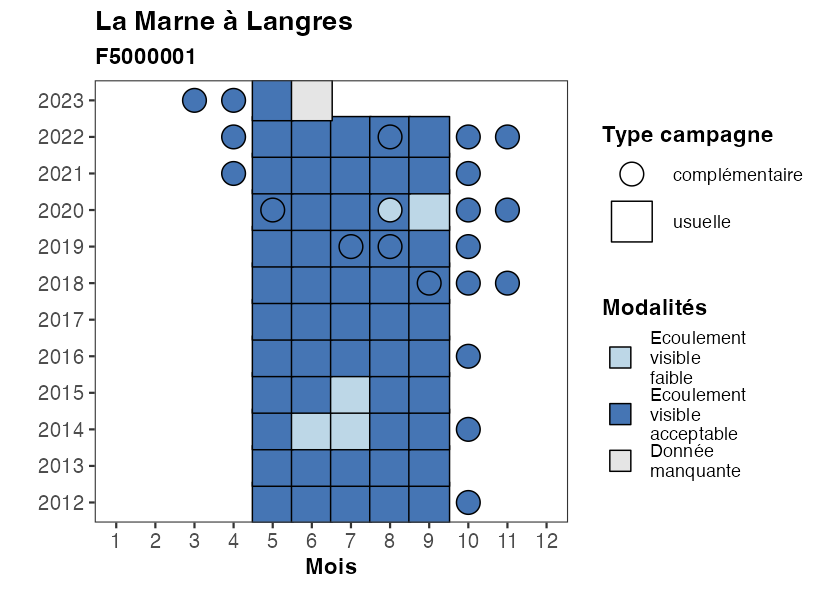 La Marne à Langres
F5000001
2023
2022
2021
2020
2019
2018
2017
2016
2015
2014
2013
2012
1 2 3 4 5 6 7 8 9 10 11 12
Mois
Type campagne
complémentaire
usuelle
Modalités
Ecoulement
visible
faible
Ecoulement
visible
acceptable
Donnée
manquante